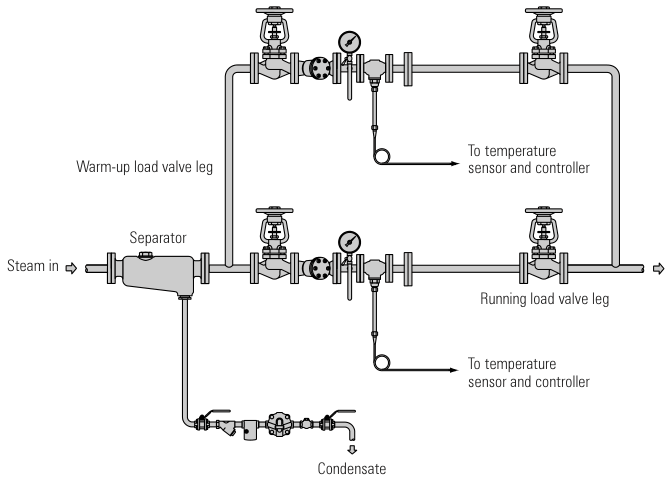 To temperature
sensor and controller
Warm-up load valve leg
Separator
Steam in
Running load valve leg
To temperature
sensor and controller
Condensate